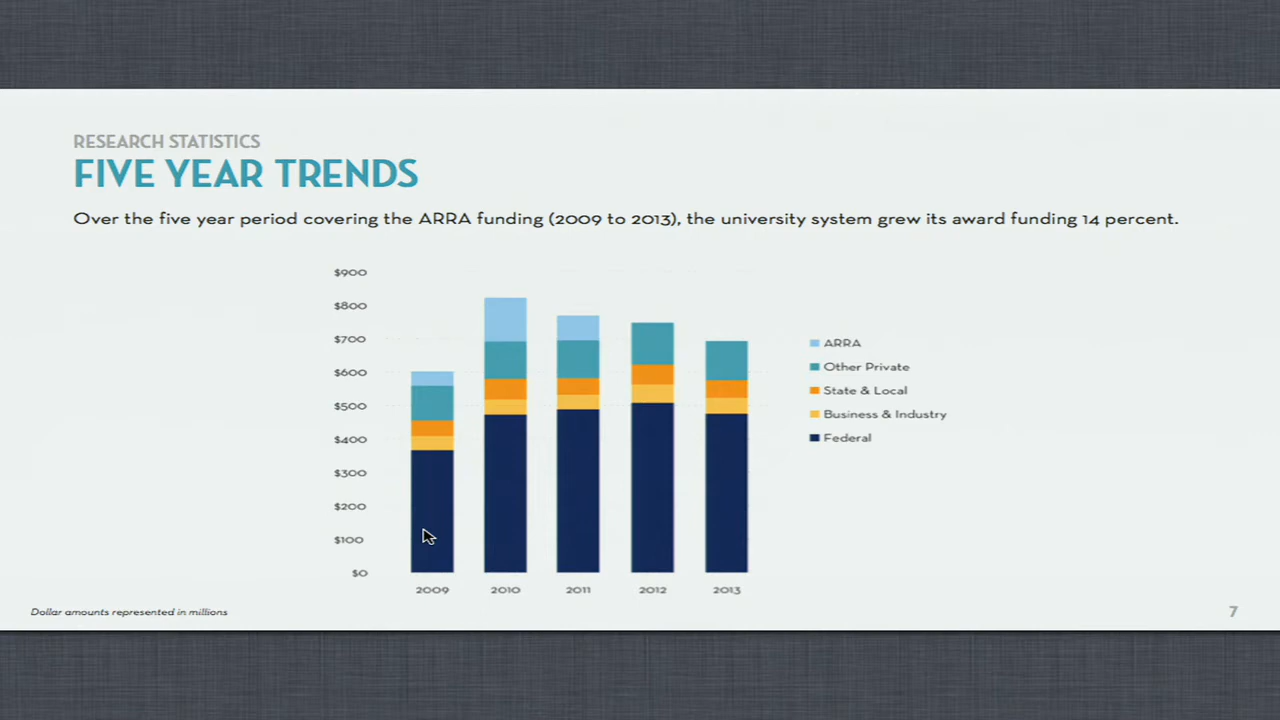 RESEARCH STATISTICS
FIVE YEAR TRENDS
Over the five year period covering the ARRA funding (2009 to 2013), the university system grew its award funding 14 percent.
$900
$800
$700
$600
$500
$400
$300
$200
$100
$0
2009 2010 2011 2012 2013
ARRA
Other Private
State & Local
Business & Industry
Federal
Dollar amounts represented in millions
7